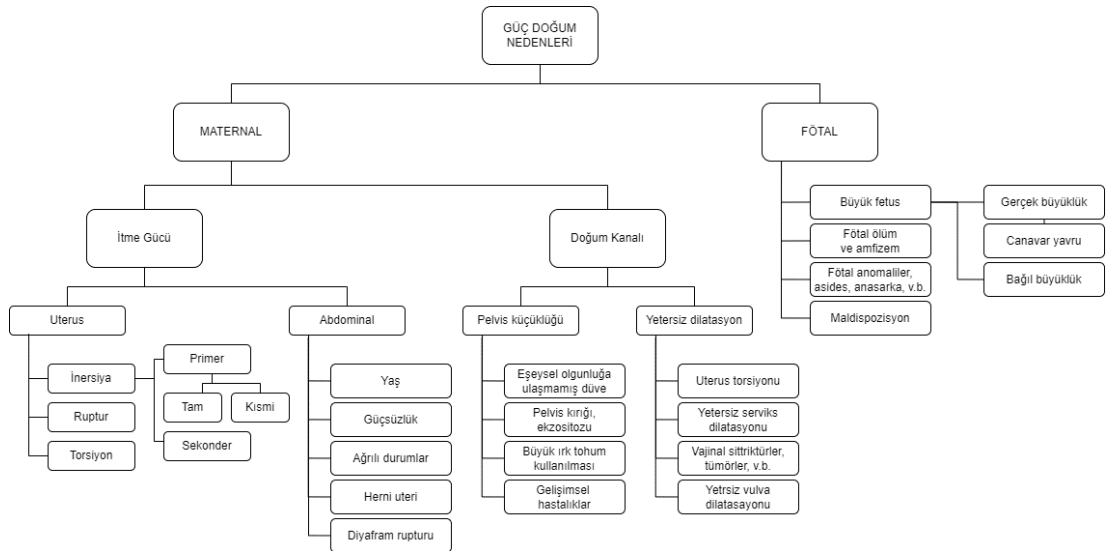 GÜÇ DOĞUM
NEDENLERİ
MATERNAL
FÖTAL
İtme Gücü
Doğum Kanalı
Büyük fetus
Gerçek büyüklük
Fötal ölüm
ve amfizem
Canavar yavru
Fötal anomaliler,
asides, anasarka, v.b.
Bağıl büyüklük
Maldispozisyon
Uterus
Abdominal
Pelvis küçüklüğü
Yetersiz dilatasyon
İnersiya
Primer
Tam
Kısmi
Ruptur
Sekonder
Torsiyon
Yaş
Güçsüzlük
Ağrılı durumlar
Herni uteri
Diyafram rupturu
Eşeysel olgunluğa
ulaşmamış düve
Pelvis kırığı,
ekzositozu
Büyük ırk tohum
kullanılması
Gelişimsel
hastalıklar
Uterus torsiyonu
Yetersiz serviks
dilatasyonu
Vajinal sittriktürler,
tümörler, v.b.
Yetrsiz vulva
dilatasayonu